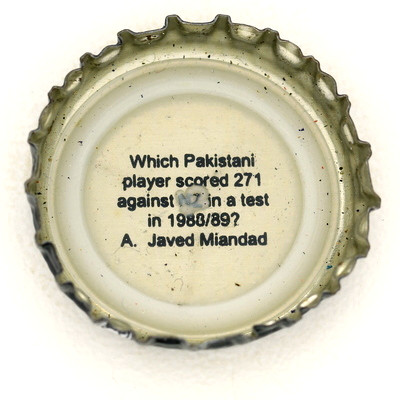 Which Pakistani
player scored 271
against NZ in a test
in 1988/89?
A. Javed Miandad